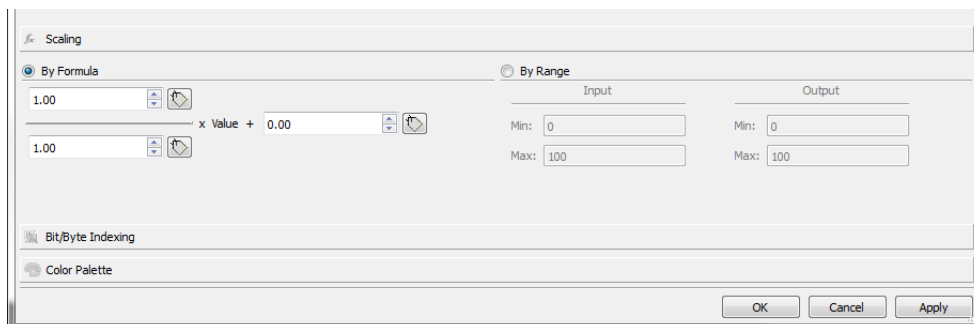 fx Scaling
By Formula
By Range
1.00
x Value + 0.00
1.00
Input
Output
Min: 0
Min: 0
Max: 100
Max: 100
Bit/Byte Indexing
Color Palette
OK Cancel Apply